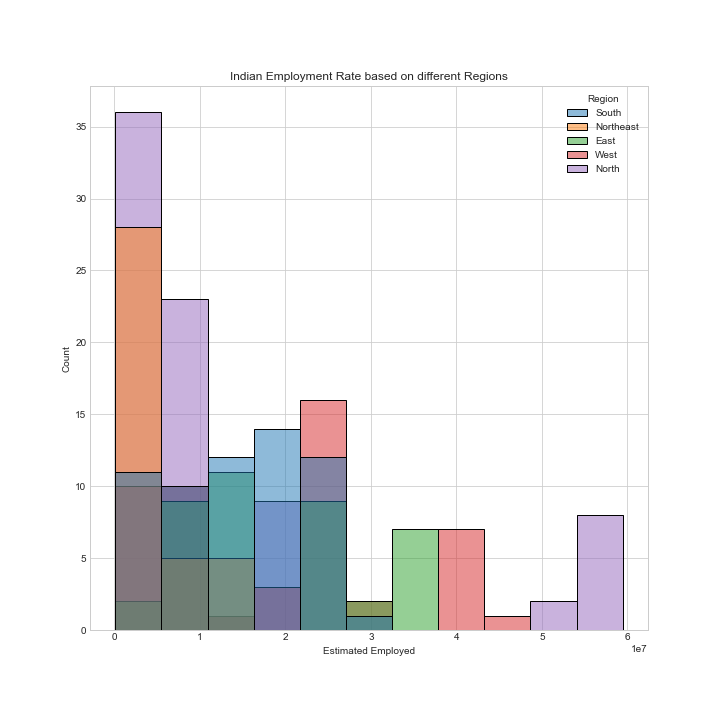 Indian Employment Rate based on different Regions
Region
South
Northeast
East
West
North
35
30
25
20
15
10
5
0
Count
0
1
2
3
4
5
6
1e7
Estimated Employed